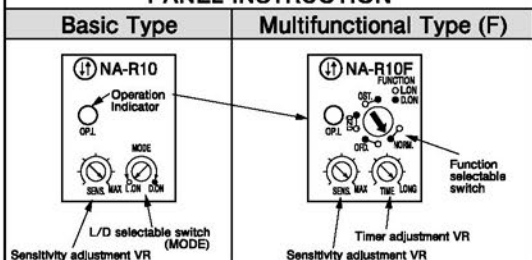 PANEL INSTRUCTION
Basic Type
Multifunctional Type (F)
NA-R10
Operation
Indicator
OP.L
MODE
SENS. MAX L.ON D.ON
L/D selectable switch
(MODE)
Sensitivity adjustment VR
NA-R10F
FUNCTION
L.ON
D.ON
OST.
OP.L
OFD.
NORM.
SENS. MAX TIME LONG
Function
selectable
switch
Timer adjustment VR
Sensitivity adjustment VR